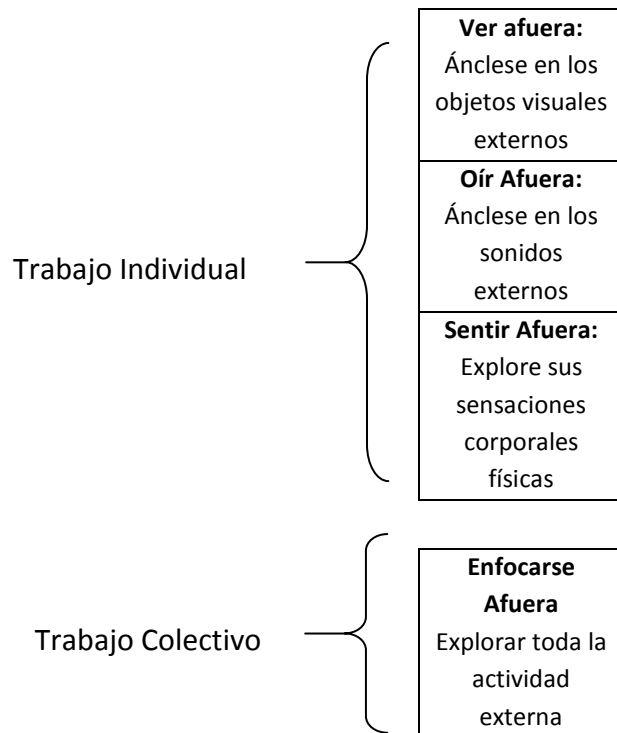 Ver afuera:
Ánclese en los
objetos visuales
externos
Oír Afuera:
Ánclese en los
sonidos
externos
Trabajo Individual
Sentir Afuera:
Explore sus
sensaciones
corporales
físicas
Enfocarse
Afuera
Trabajo Colectivo
Explorar toda la
actividad
externa